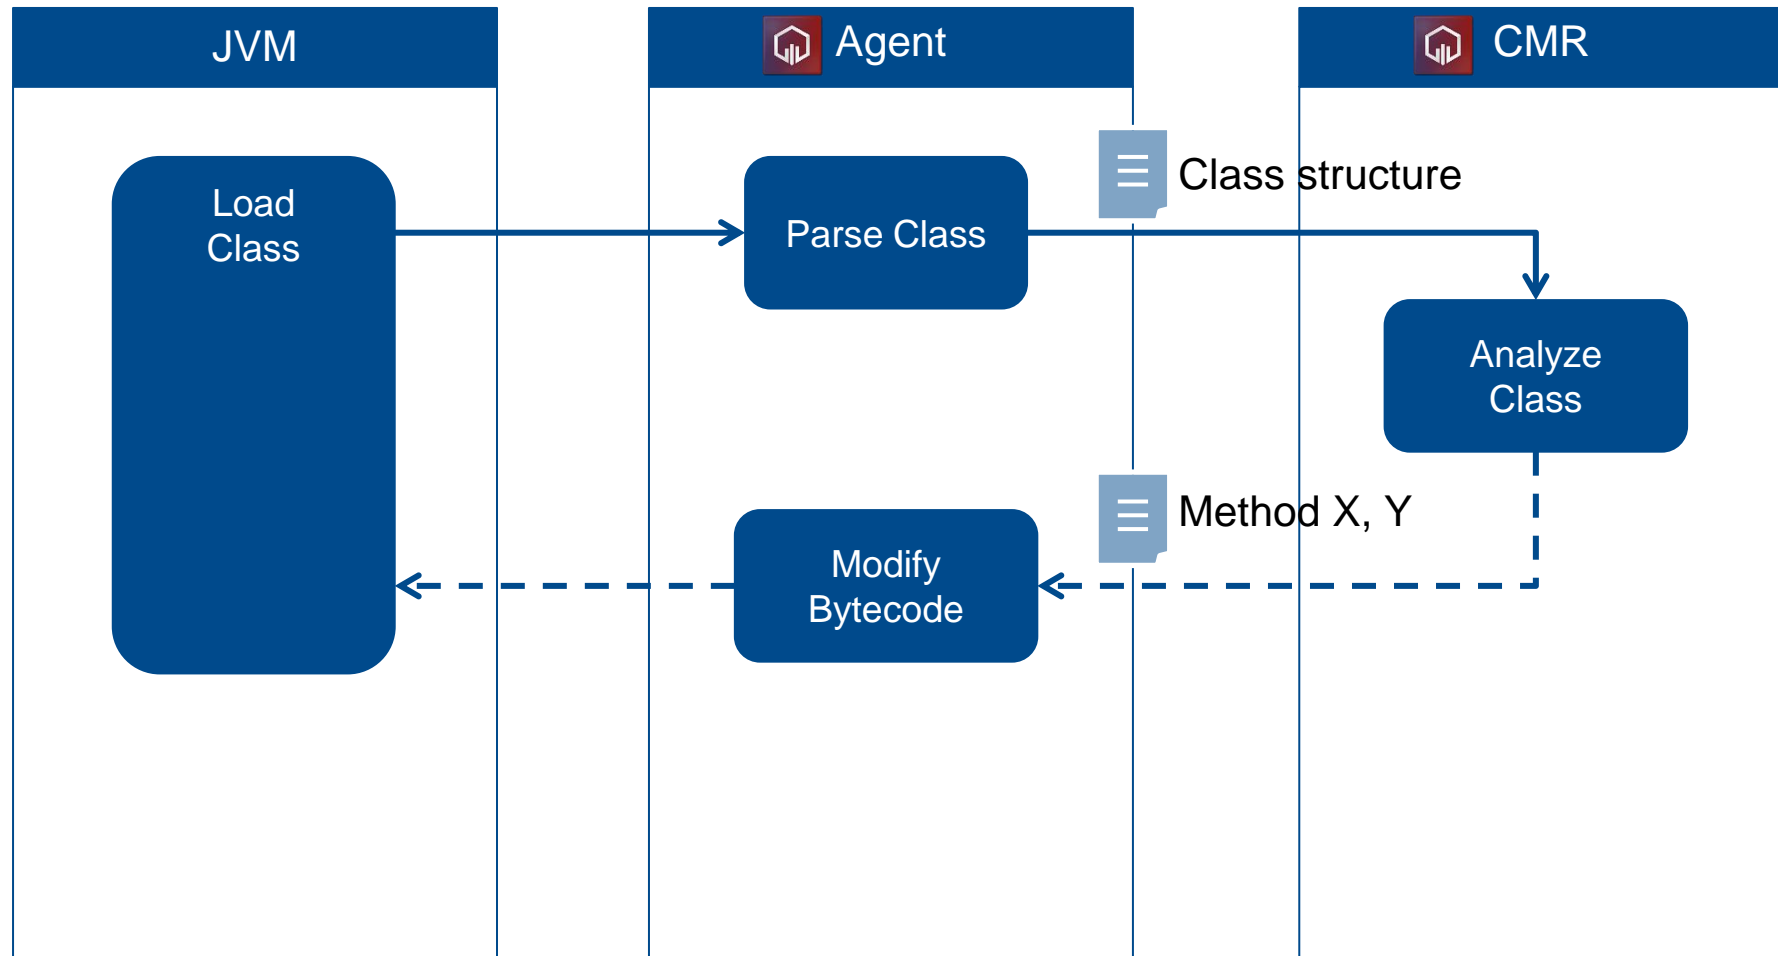 JVM
Agent
CMR
Load
Class
Parse Class
Class structure
Analyze
Class
Method X, Y
Modify
Bytecode